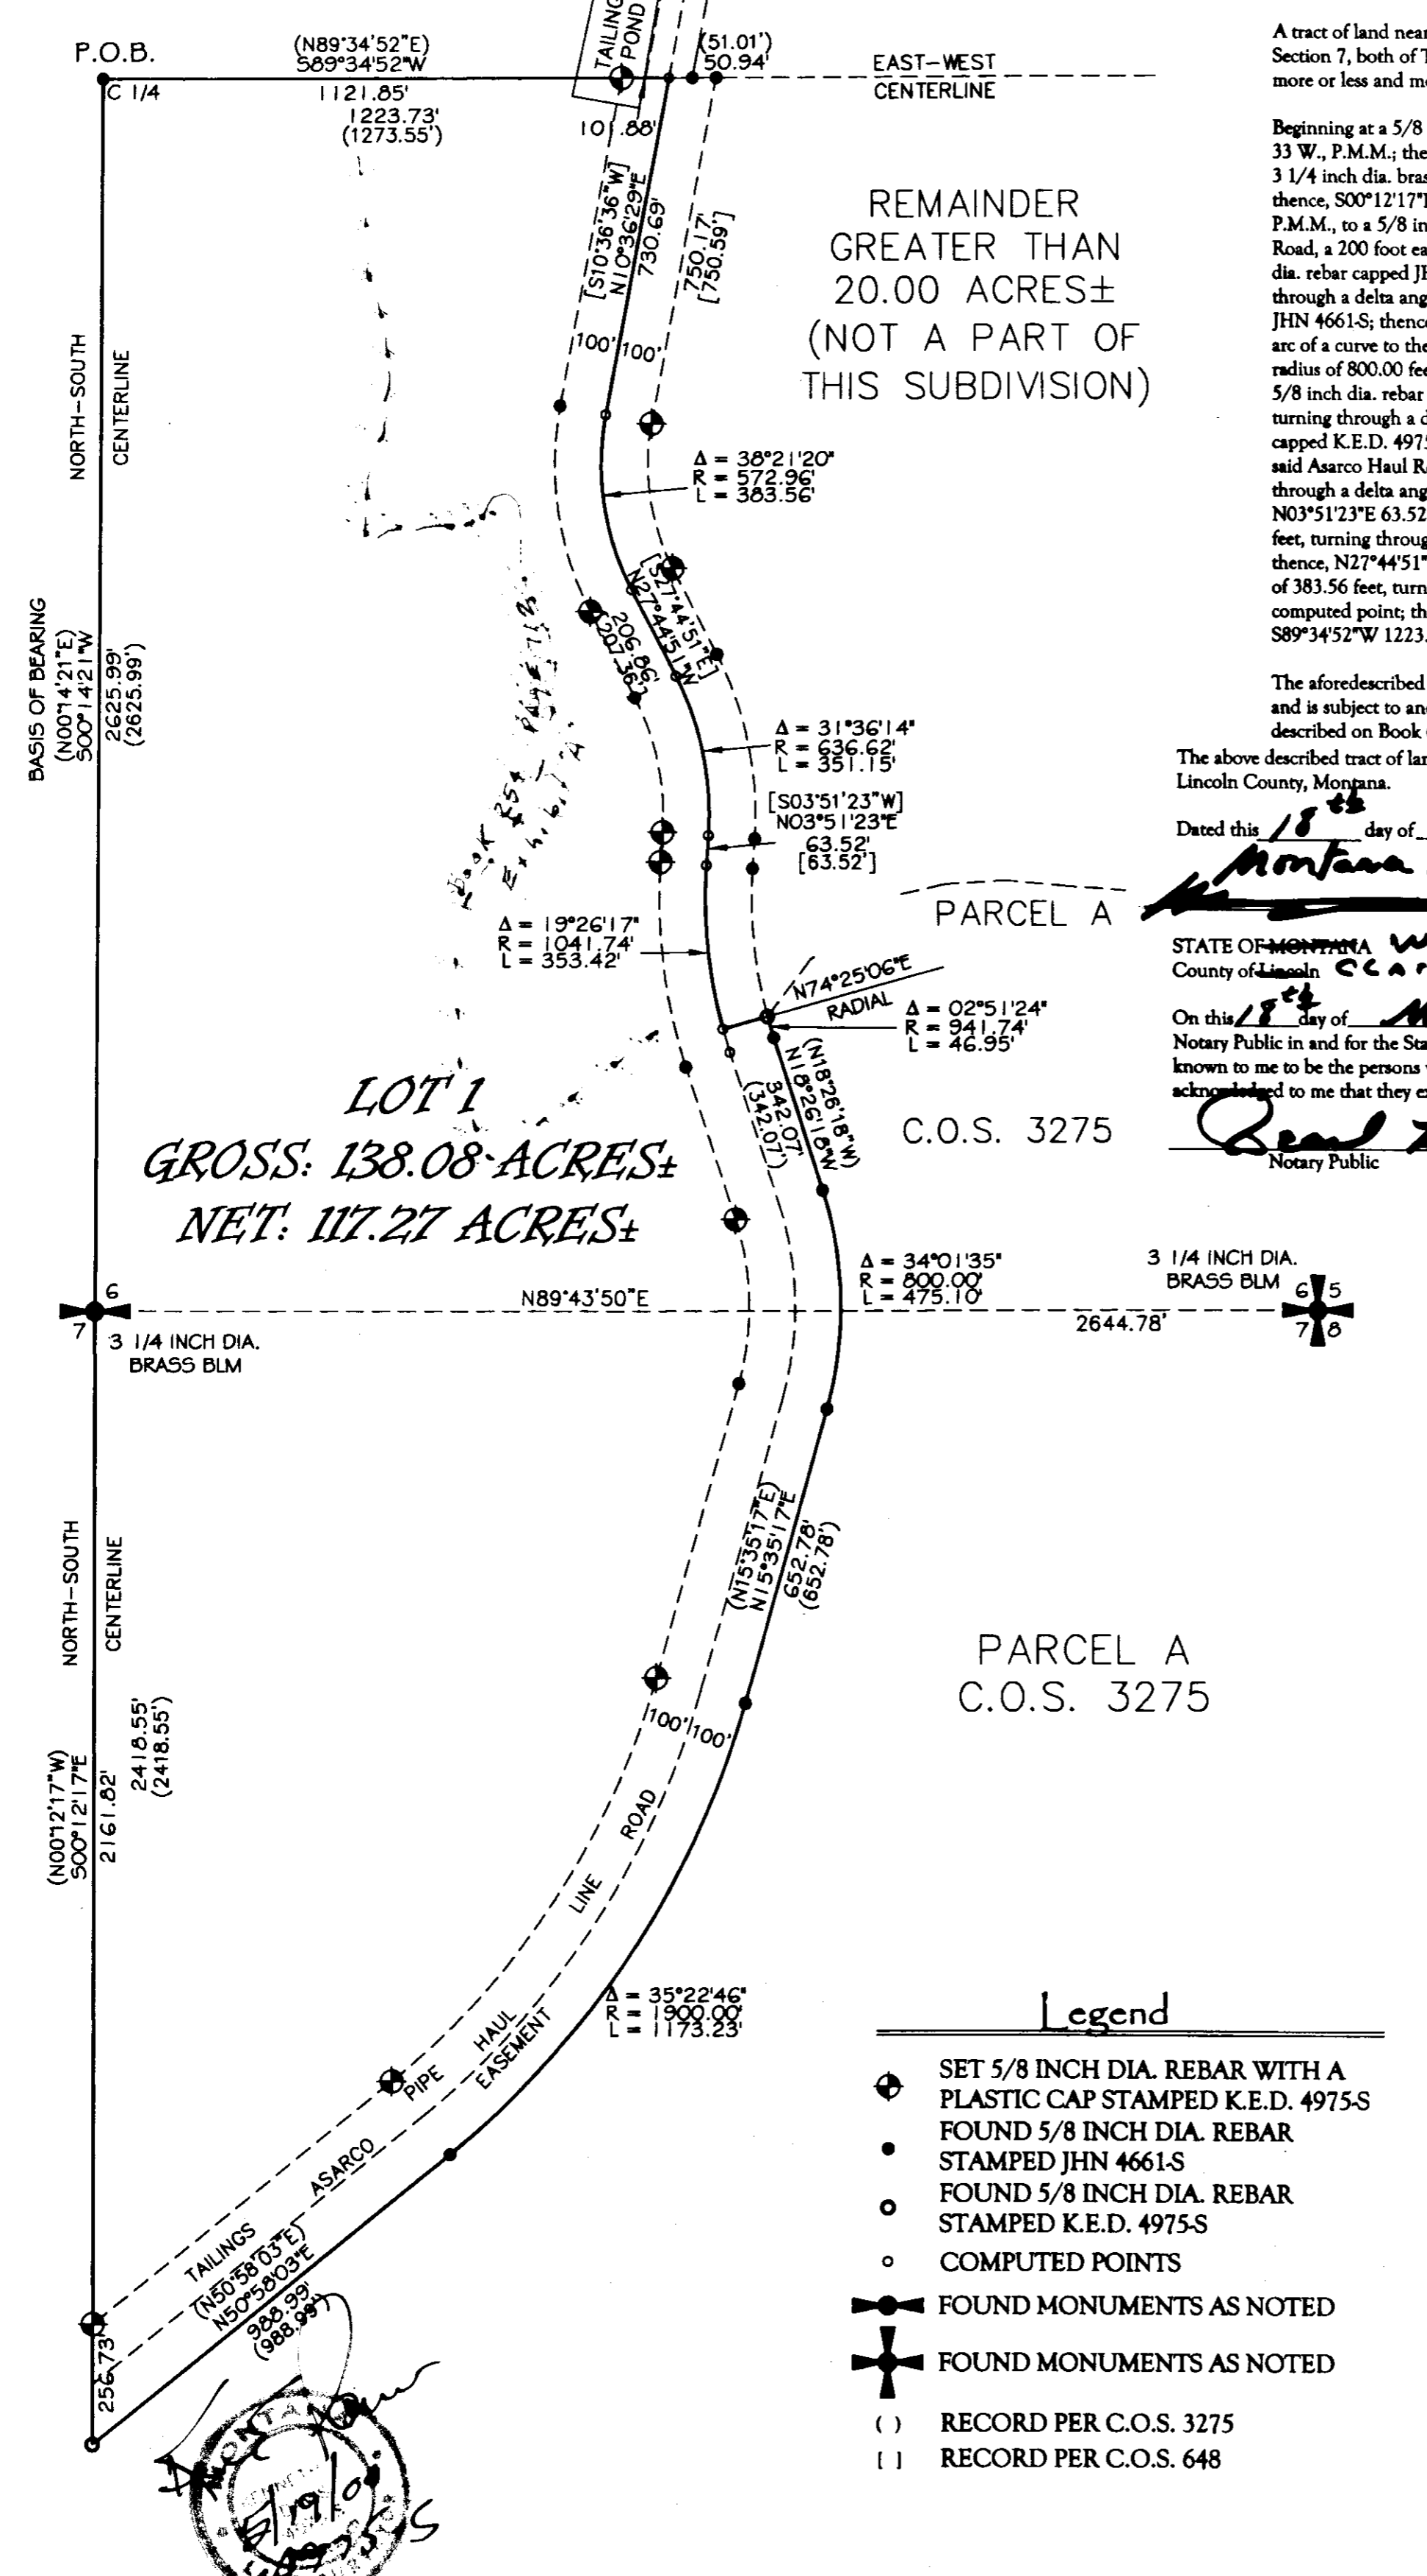 TAILING
POND
P.O.B.
(N89°34'52"E)
S89°34'52"W
C 1/4
1121.85'
1223.73'
(1273.55')
101.88'
(51.01')
50.94'
EAST-WEST
CENTERLINE
[S10°36'36"W]
N10°36'29"E
730.69'
750.17'
[750.59']
100' 100'
REMAINDER
GREATER THAN
20.00 ACRES±
(NOT A PART OF
THIS SUBDIVISION)
NORTH-SOUTH
CENTERLINE
Δ = 38°21'20"
R = 572.96'
L = 383.56'
BASIS OF BEARING
(N00°14'21"E)
S00°14'21"W
2625.99'
(2625.99')
[S27°44'51"E]
N27°44'51"W
206.86'
(207.36')
Δ = 31°36'14"
R = 636.62'
L = 351.15'
[S03°51'23"W]
N03°51'23"E
63.52'
[63.52']
PARCEL A
Δ = 19°26'17"
R = 1041.74'
L = 353.42'
N74°25'06"E
RADIAL
Δ = 02°51'24"
R = 941.74'
L = 46.95'
(N18°26'18"W)
N18°26'18"W
342.07'
(342.07')
C.O.S. 3275
LOT 1
GROSS: 138.08 ACRES±
NET: 117.27 ACRES±
Δ = 34°01'35"
R = 800.00'
L = 475.10'
3 1/4 INCH DIA.
BRASS BLM
6 5
7 8
6
7
N89°43'50"E
2644.78'
3 1/4 INCH DIA.
BRASS BLM
NORTH-SOUTH
CENTERLINE
(N15°35'17"E)
N15°35'17"E
652.78'
(652.78')
PARCEL A
C.O.S. 3275
100' 100'
(N00°12'17"W)
S00°12'17"E
2161.82'
2418.55'
(2418.55')
TAILINGS PIPE LINE
ASARCO HAUL ROAD
EASEMENT
Δ = 35°22'46"
R = 1900.00'
L = 1173.23'
(N50°58'03"E)
N50°58'03"E
988.99'
(988.99')
256.73'
MONTANA
Legend
SET 5/8 INCH DIA. REBAR WITH A
PLASTIC CAP STAMPED K.E.D. 4975-S
FOUND 5/8 INCH DIA. REBAR
STAMPED JHN 4661-S
FOUND 5/8 INCH DIA. REBAR
STAMPED K.E.D. 4975-S
COMPUTED POINTS
FOUND MONUMENTS AS NOTED
FOUND MONUMENTS AS NOTED
( ) RECORD PER C.O.S. 3275
[ ] RECORD PER C.O.S. 648
A tract of land near
Section 7, both of T
more or less and m
Beginning at a 5/8
33 W., P.M.M.; the
3 1/4 inch dia. bras
thence, S00°12'17"
P.M.M., to a 5/8 in
Road, a 200 foot ea
dia. rebar capped JH
through a delta ang
JHN 4661-S; thenc
arc of a curve to the
radius of 800.00 fee
5/8 inch dia. rebar
turning through a d
capped K.E.D. 4975
said Asarco Haul R
through a delta ang
N03°51'23"E 63.52
feet, turning throug
thence, N27°44'51"
of 383.56 feet, turn
computed point; th
S89°34'52"W 1223.
The aforedescribed
and is subject to an
described on Book
The above described tract of lan
Lincoln County, Montana.
Dated this 18th day of
Montana
STATE OF MONTANA
County of Lincoln
On this 18th day of
Notary Public in and for the Sta
known to me to be the persons
acknowledged to me that they e
Notary Public